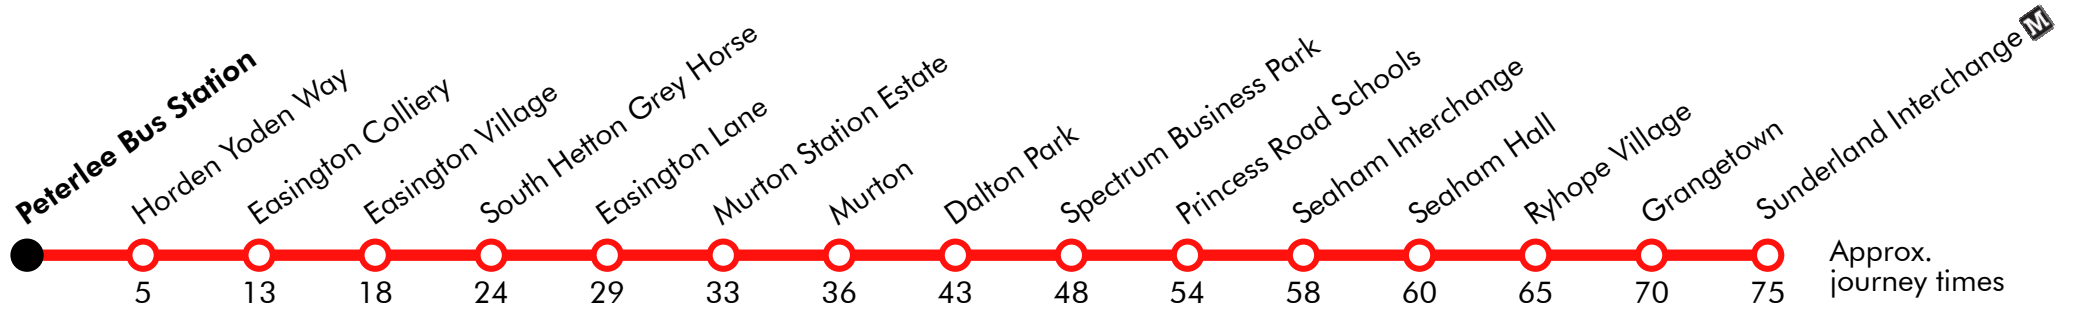 Peterlee Bus Station
Horden Yoden Way
Easington Colliery
Easington Village
South Hetton Grey Horse
Easington Lane
Murton Station Estate
Murton
Dalton Park
Spectrum Business Park
Princess Road Schools
Seaham Interchange
Seaham Hall
Ryhope Village
Grangetown
Sunderland Interchange M
5 13 18 24 29 33 36 43 48 54 58 60 65 70 75
Approx.
journey times